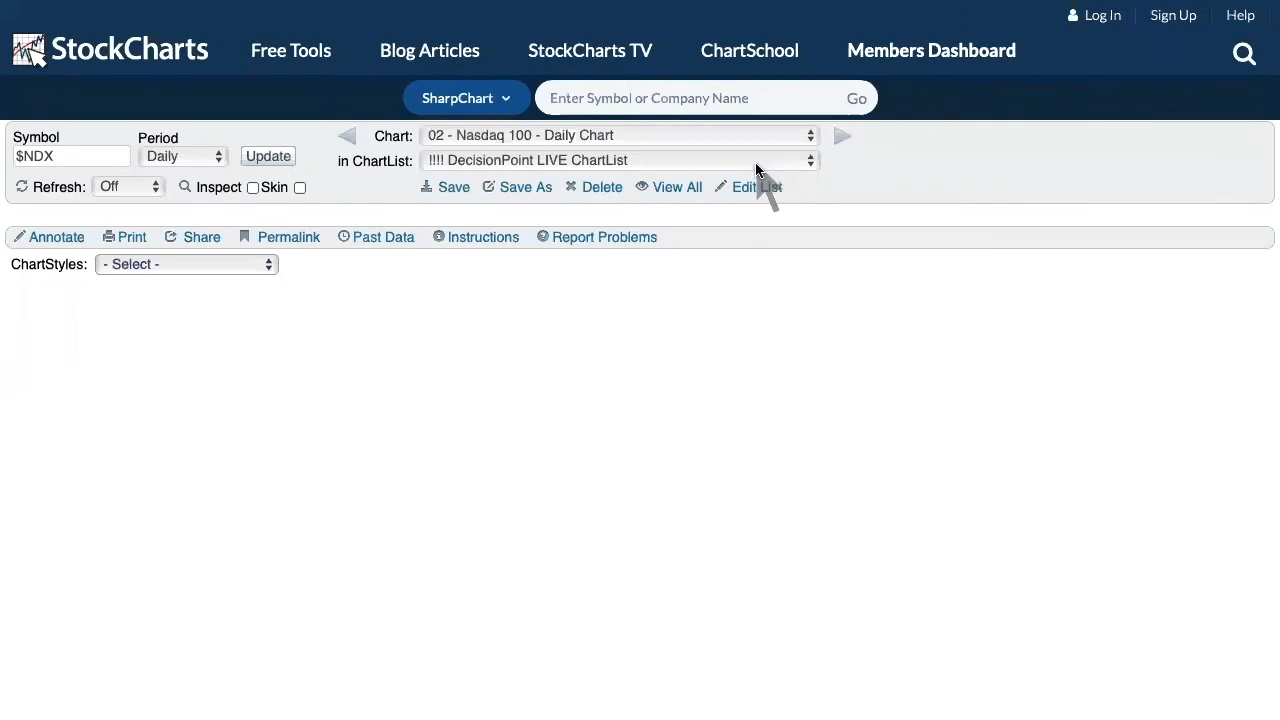 Log In Sign Up Help
StockCharts Free Tools Blog Articles StockCharts TV ChartSchool Members Dashboard
SharpChart Enter Symbol or Company Name Go
Symbol Period Chart: 02 - Nasdaq 100 - Daily Chart
$NDX Daily Update in ChartList: !!!! DecisionPoint LIVE ChartList
Refresh: Off Inspect Skin Save Save As Delete View All Edit List
Annotate Print Share Permalink Past Data Instructions Report Problems
ChartStyles: - Select -